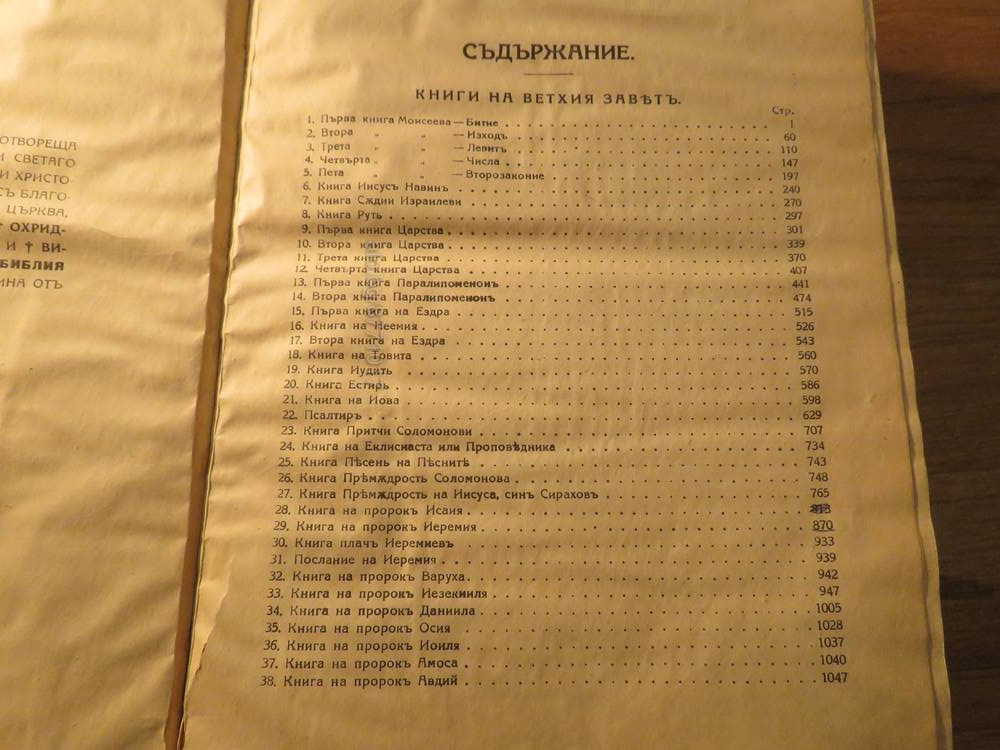 ОТВОРЕЩА
И СВЕТАГО
И ХРИСТО-
СЪ БЛАГО-
ЦЪРКВА,
† ОХРИД-
И † ВИ-
БИБЛИЯ
ИНА ОТЪ
СЪДЪРЖАНИЕ.
КНИГИ НА ВЕТХИЯ ЗАВѢТЪ.
Стр.
1. Първа книга Моисеева — Битие . . . 1
2. Втора „ „ — Изходъ . . . 60
3. Трета „ „ — Левитъ . . . 110
4. Четвърта „ „ — Числа . . . 147
5. Пета „ „ — Второзаконие . . . 197
6. Книга Иисусъ Навинъ . . . 240
7. Книга Сѫдии Израилеви . . . 270
8. Книга Руть . . . 297
9. Първа книга Царства . . . 301
10. Втора книга Царства . . . 339
11. Трета книга Царства . . . 370
12. Четвърта книга Царства . . . 407
13. Първа книга Паралипоменонъ . . . 441
14. Втора книга Паралипоменонъ . . . 474
15. Първа книга на Ездра . . . 515
16. Книга на Неемия . . . 526
17. Втора книга на Ездра . . . 543
18. Книга на Товита . . . 560
19. Книга Иудить . . . 570
20. Книга Естирь . . . 586
21. Книга на Иова . . . 598
22. Псалтиръ . . . 629
23. Книга Притчи Соломонови . . . 707
24. Книга на Еклисиаста или Проповѣдника . . . 734
25. Книга Пѣсень на Пѣснитѣ . . . 743
26. Книга Прѣмѫдрость Соломонова . . . 748
27. Книга Прѣмѫдрость на Иисуса, синъ Сираховъ . . . 765
28. Книга на пророкъ Исаия . . . 813
29. Книга на пророкъ Иеремия . . . 870
30. Книга плачъ Иеремиевъ . . . 933
31. Послание на Иеремия . . . 939
32. Книга на пророкъ Варуха . . . 942
33. Книга на пророкъ Иезекииля . . . 947
34. Книга на пророкъ Даниила . . . 1005
35. Книга на пророкъ Осия . . . 1028
36. Книга на пророкъ Иоиля . . . 1037
37. Книга на пророкъ Амоса . . . 1040
38. Книга на пророкъ Авдий . . . 1047